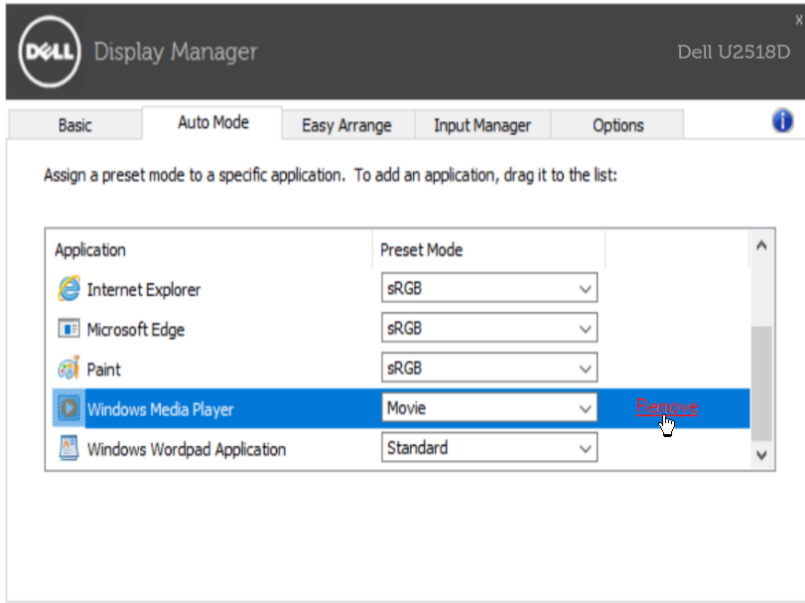 X
DELL Display Manager Dell U2518D
Basic Auto Mode Easy Arrange Input Manager Options i
Assign a preset mode to a specific application. To add an application, drag it to the list:
Application Preset Mode
Internet Explorer sRGB
Microsoft Edge sRGB
Paint sRGB
Windows Media Player Movie Remove
Windows Wordpad Application Standard